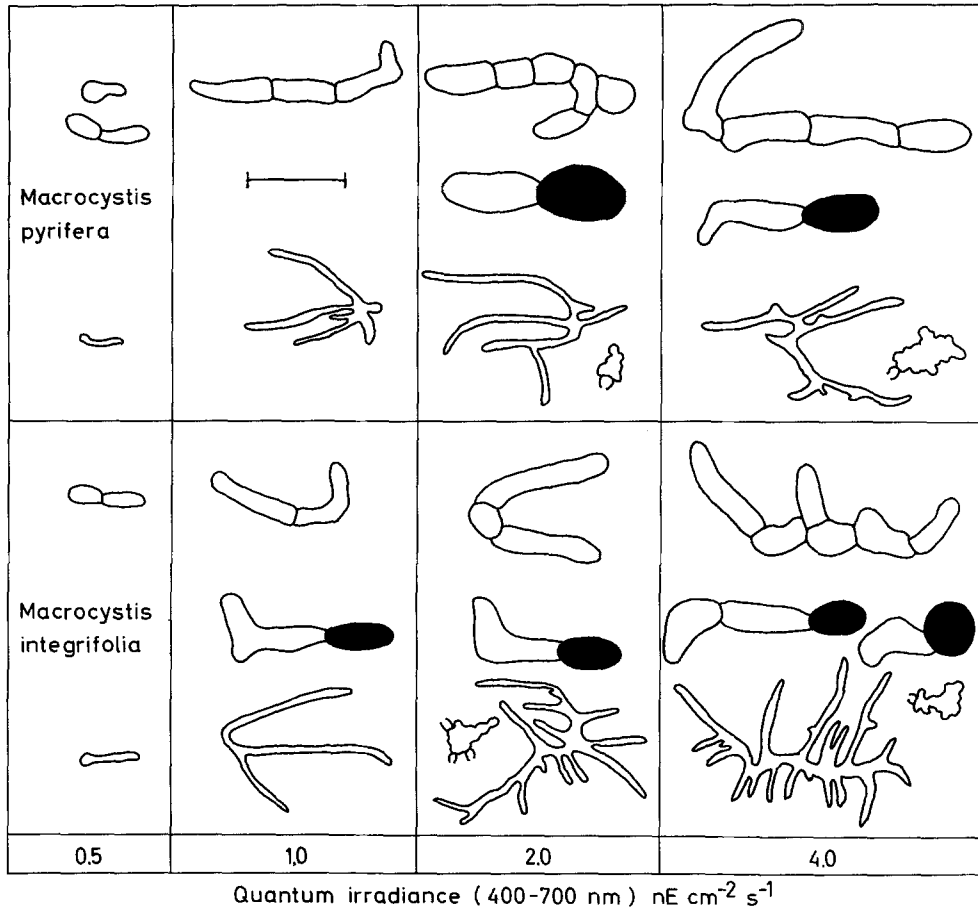 Macrocystis
pyrifera
Macrocystis
integrifolia
0.5 1.0 2.0 4.0
Quantum irradiance (400-700 nm) nE cm⁻² s⁻¹